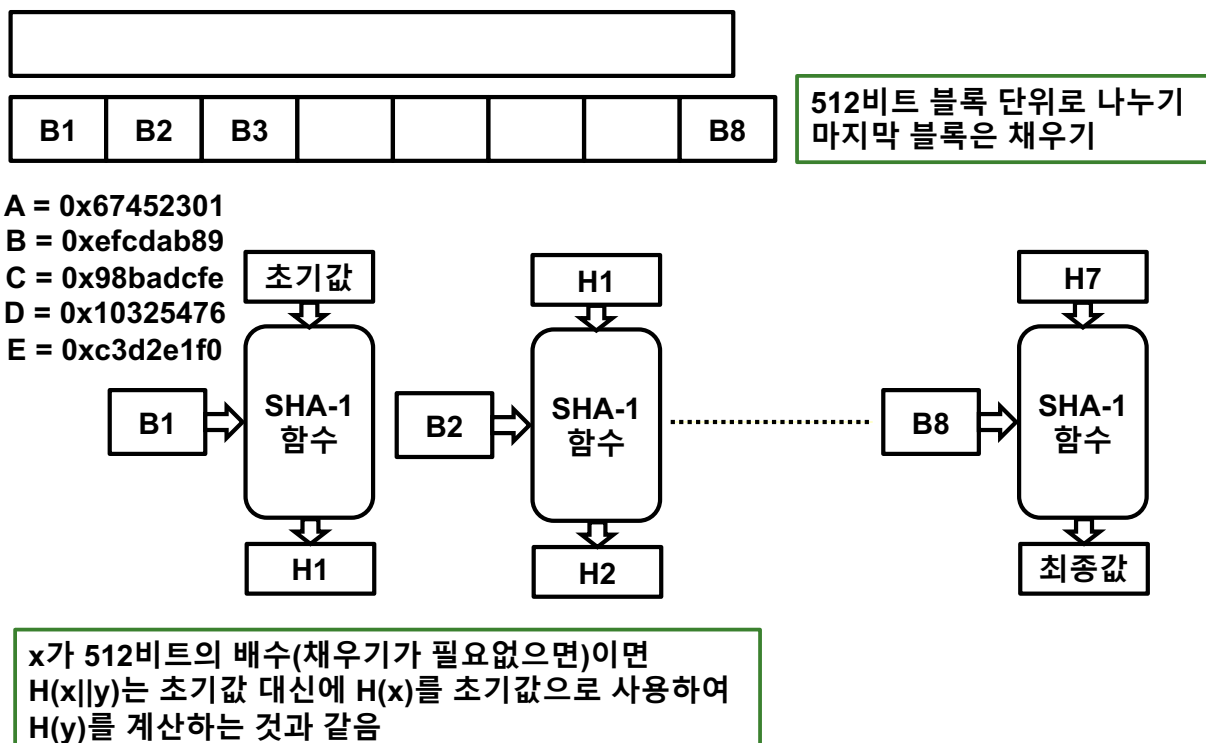 B1 B2 B3 B8
512비트 블록 단위로 나누기
마지막 블록은 채우기
A = 0x67452301
B = 0xefcdab89
C = 0x98badcfe
D = 0x10325476
E = 0xc3d2e1f0
초기값 H1 H7
B1 SHA-1 B2 SHA-1 B8 SHA-1
함수 함수 함수
H1 H2 최종값
x가 512비트의 배수(채우기가 필요없으면)이면
H(x||y)는 초기값 대신에 H(x)를 초기값으로 사용하여
H(y)를 계산하는 것과 같음